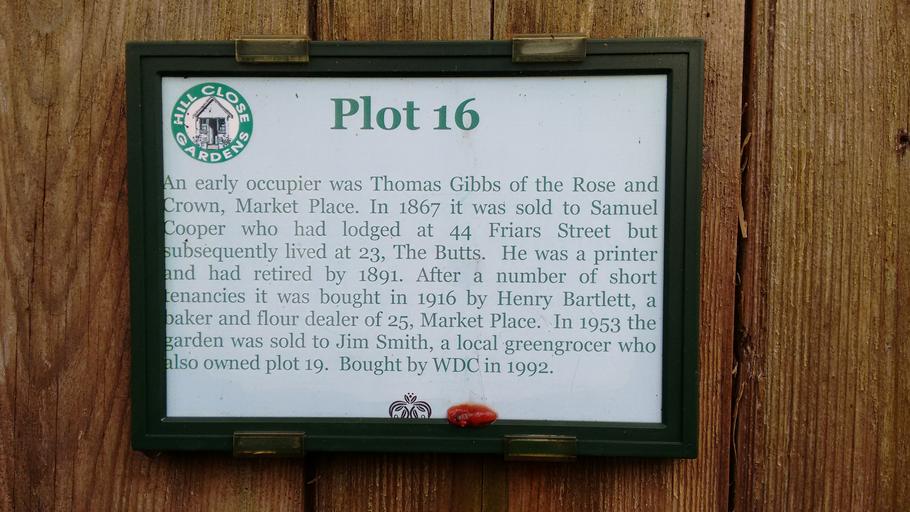 HILL CLOSE
GARDENS
Plot 16
An early occupier was Thomas Gibbs of the Rose and
Crown, Market Place. In 1867 it was sold to Samuel
Cooper who had lodged at 44 Friars Street but
subsequently lived at 23, The Butts. He was a printer
and had retired by 1891. After a number of short
tenancies it was bought in 1916 by Henry Bartlett, a
baker and flour dealer of 25, Market Place. In 1953 the
garden was sold to Jim Smith, a local greengrocer who
also owned plot 19. Bought by WDC in 1992.